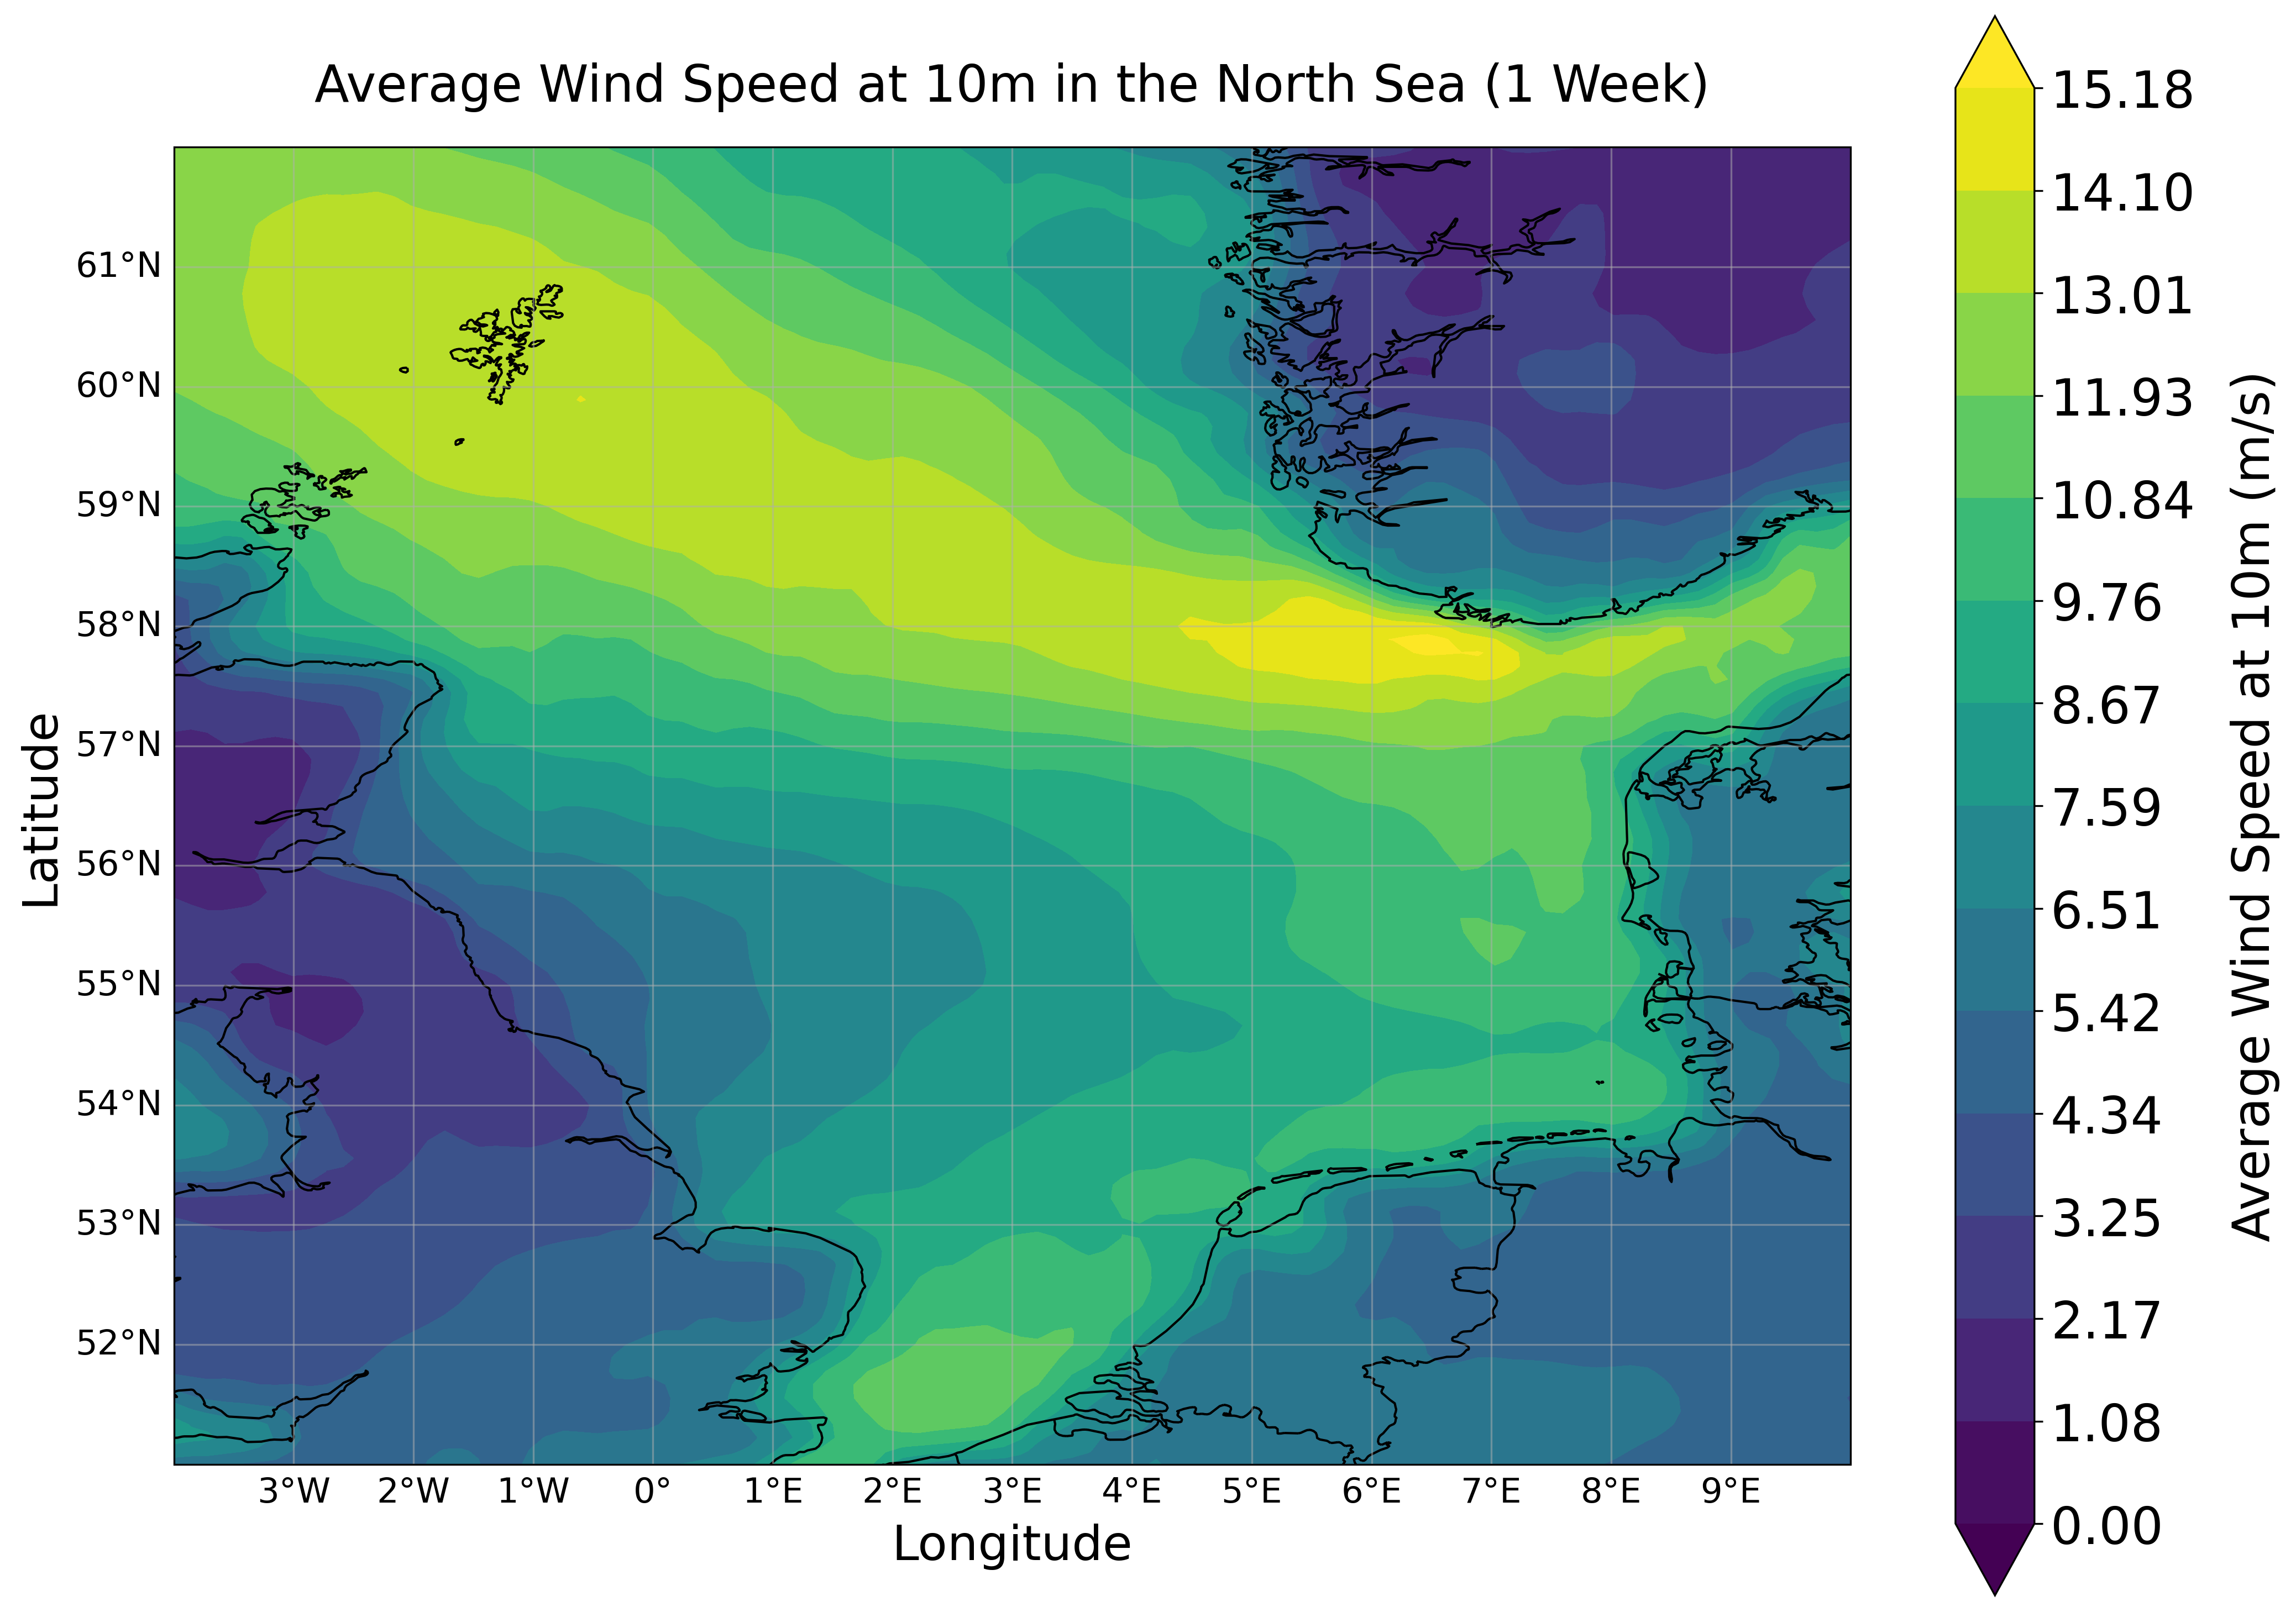 Average Wind Speed at 10m in the North Sea (1 Week)
61°N
60°N
59°N
58°N
57°N
56°N
55°N
54°N
53°N
52°N
Latitude
3°W 2°W 1°W 0° 1°E 2°E 3°E 4°E 5°E 6°E 7°E 8°E 9°E
Longitude
15.18
14.10
13.01
11.93
10.84
9.76
8.67
7.59
6.51
5.42
4.34
3.25
2.17
1.08
0.00
Average Wind Speed at 10m (m/s)